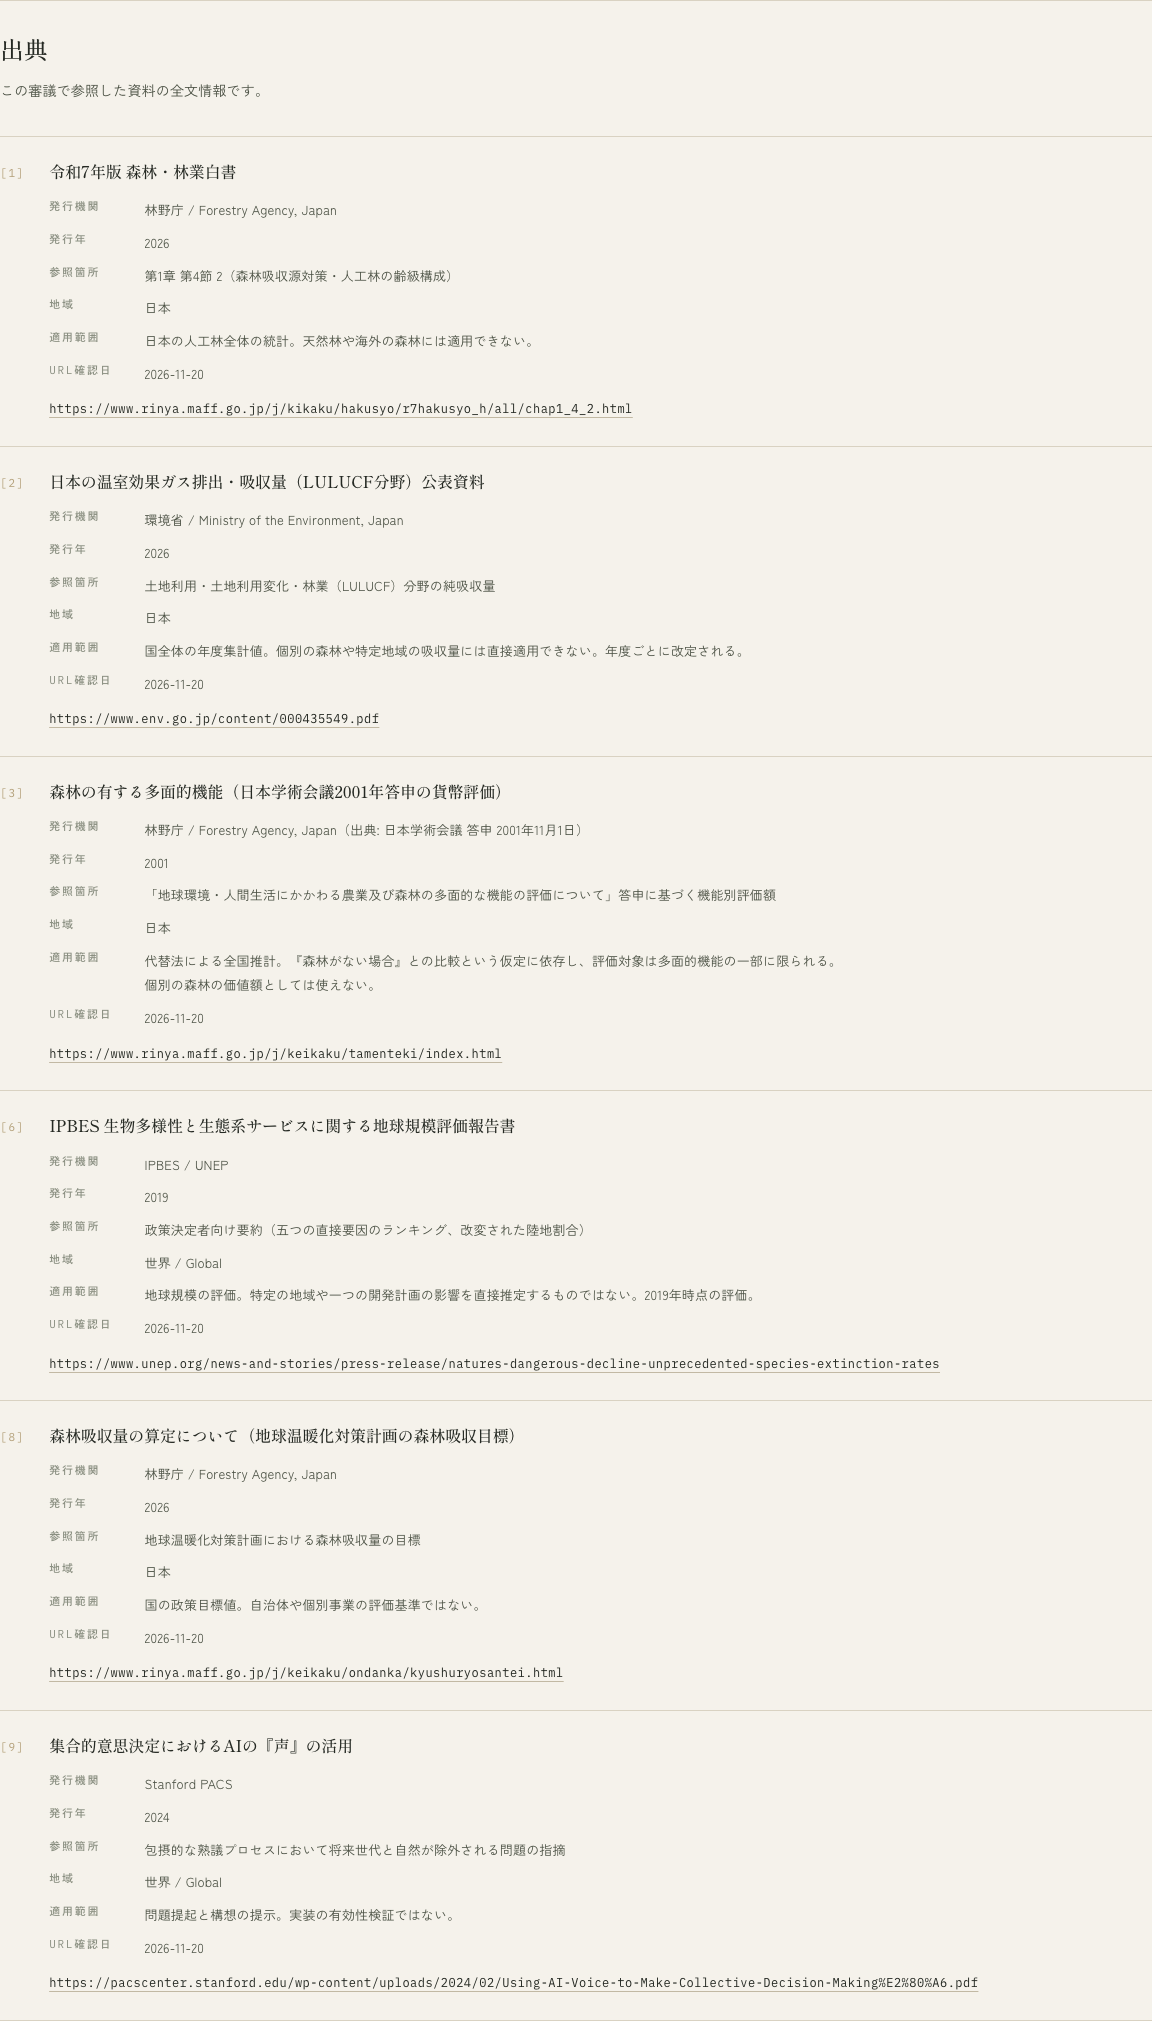 出典
この審議で参照した資料の全文情報です。
[1] 令和7年版 森林・林業白書
発行機関 林野庁 / Forestry Agency, Japan
発行年 2026
参照箇所 第1章 第4節 2（森林吸収源対策・人工林の齢級構成）
地域 日本
適用範囲 日本の人工林全体の統計。天然林や海外の森林には適用できない。
URL確認日 2026-11-20
https://www.rinya.maff.go.jp/j/kikaku/hakusyo/r7hakusyo_h/all/chap1_4_2.html
[2] 日本の温室効果ガス排出・吸収量（LULUCF分野）公表資料
発行機関 環境省 / Ministry of the Environment, Japan
発行年 2026
参照箇所 土地利用・土地利用変化・林業（LULUCF）分野の純吸収量
地域 日本
適用範囲 国全体の年度集計値。個別の森林や特定地域の吸収量には直接適用できない。年度ごとに改定される。
URL確認日 2026-11-20
https://www.env.go.jp/content/000435549.pdf
[3] 森林の有する多面的機能（日本学術会議2001年答申の貨幣評価）
発行機関 林野庁 / Forestry Agency, Japan（出典: 日本学術会議 答申 2001年11月1日）
発行年 2001
参照箇所 「地球環境・人間生活にかかわる農業及び森林の多面的な機能の評価について」答申に基づく機能別評価額
地域 日本
適用範囲 代替法による全国推計。『森林がない場合』との比較という仮定に依存し、評価対象は多面的機能の一部に限られる。
個別の森林の価値額としては使えない。
URL確認日 2026-11-20
https://www.rinya.maff.go.jp/j/keikaku/tamenteki/index.html
[6] IPBES 生物多様性と生態系サービスに関する地球規模評価報告書
発行機関 IPBES / UNEP
発行年 2019
参照箇所 政策決定者向け要約（五つの直接要因のランキング、改変された陸地割合）
地域 世界 / Global
適用範囲 地球規模の評価。特定の地域や一つの開発計画の影響を直接推定するものではない。2019年時点の評価。
URL確認日 2026-11-20
https://www.unep.org/news-and-stories/press-release/natures-dangerous-decline-unprecedented-species-extinction-rates
[8] 森林吸収量の算定について（地球温暖化対策計画の森林吸収目標）
発行機関 林野庁 / Forestry Agency, Japan
発行年 2026
参照箇所 地球温暖化対策計画における森林吸収量の目標
地域 日本
適用範囲 国の政策目標値。自治体や個別事業の評価基準ではない。
URL確認日 2026-11-20
https://www.rinya.maff.go.jp/j/keikaku/ondanka/kyushuryosantei.html
[9] 集合的意思決定におけるAIの『声』の活用
発行機関 Stanford PACS
発行年 2024
参照箇所 包摂的な熟議プロセスにおいて将来世代と自然が除外される問題の指摘
地域 世界 / Global
適用範囲 問題提起と構想の提示。実装の有効性検証ではない。
URL確認日 2026-11-20
https://pacscenter.stanford.edu/wp-content/uploads/2024/02/Using-AI-Voice-to-Make-Collective-Decision-Making%E2%80%A6.pdf